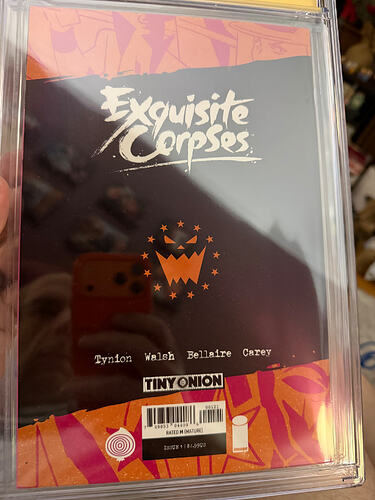 Exquisite
Corpses
Tynion Walsh Bellaire Carey
TINY ONION
RATED M (MATURE)